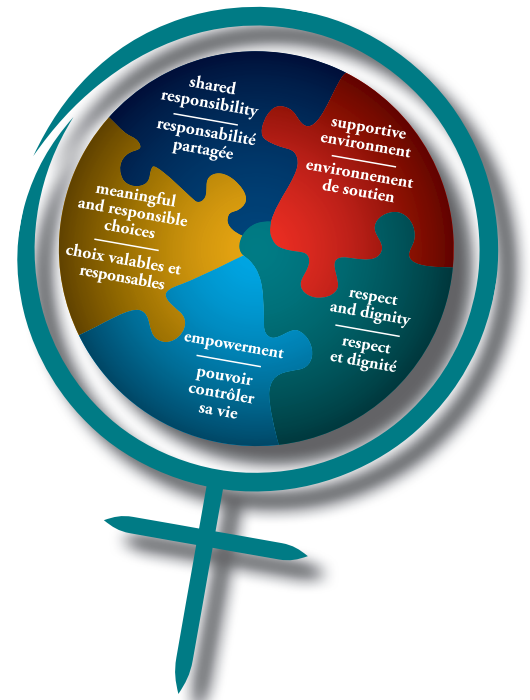 shared
responsibility
responsabilité
partagée
supportive
environment
environnement
de soutien
meaningful
and responsible
choices
choix valables et
responsables
respect
and dignity
respect
et dignité
empowerment
pouvoir
contrôler
sa vie